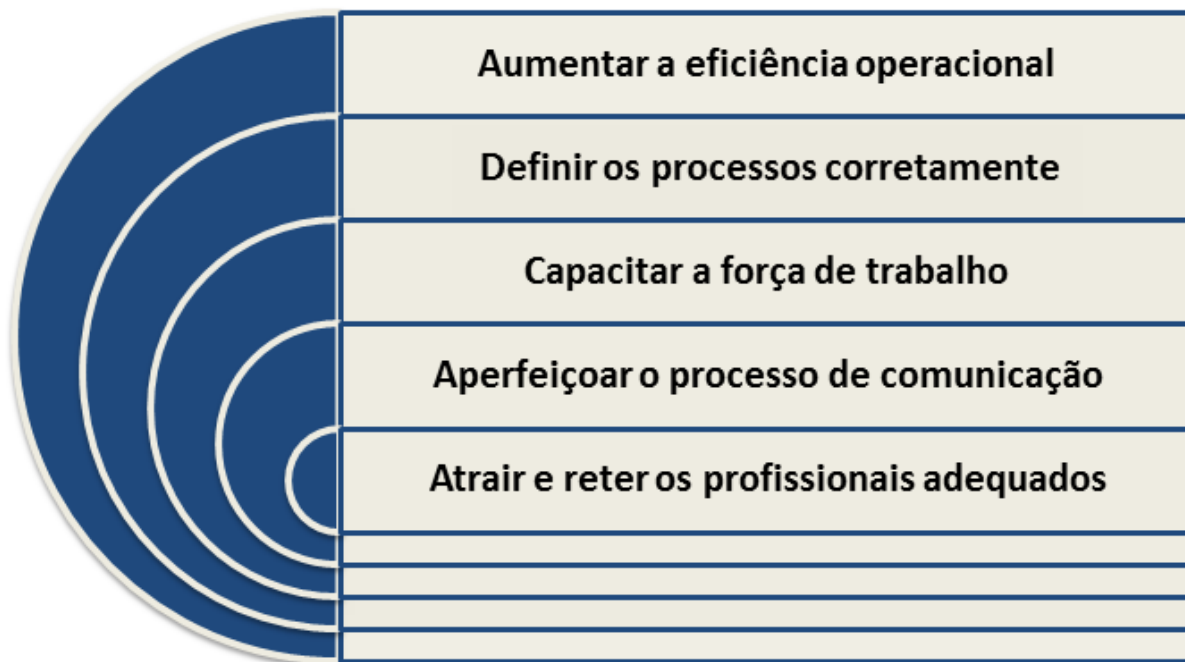 Aumentar a eficiência operacional
Definir os processos corretamente
Capacitar a força de trabalho
Aperfeiçoar o processo de comunicação
Atrair e reter os profissionais adequados